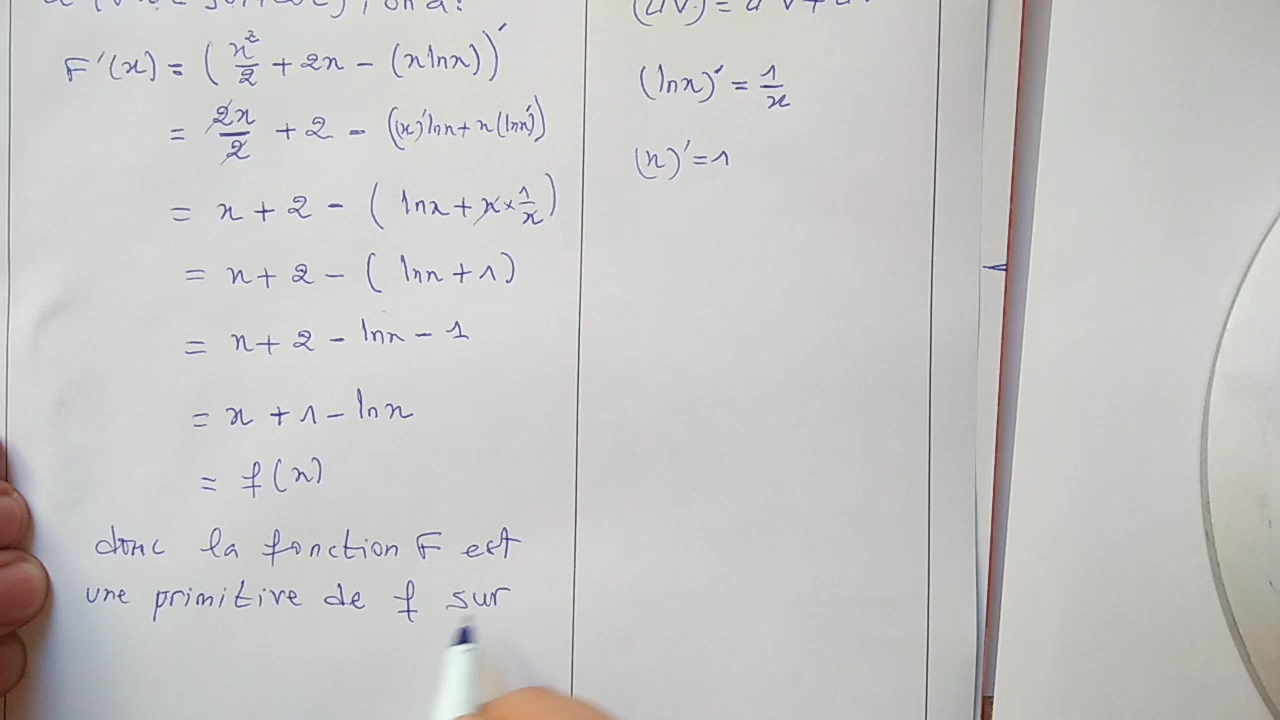 F'(x) = (x²/2 + 2x - (x ln x))'
= 2x/2 + 2 - ((x)'ln x + x(ln x)')
= x + 2 - ( ln x + x × 1/x )
= x + 2 - ( ln x + 1 )
= x + 2 - ln x - 1
= x + 1 - ln x
= f(x)
donc la fonction F est
une primitive de f sur
(ln x)' = 1/x
(x)' = 1